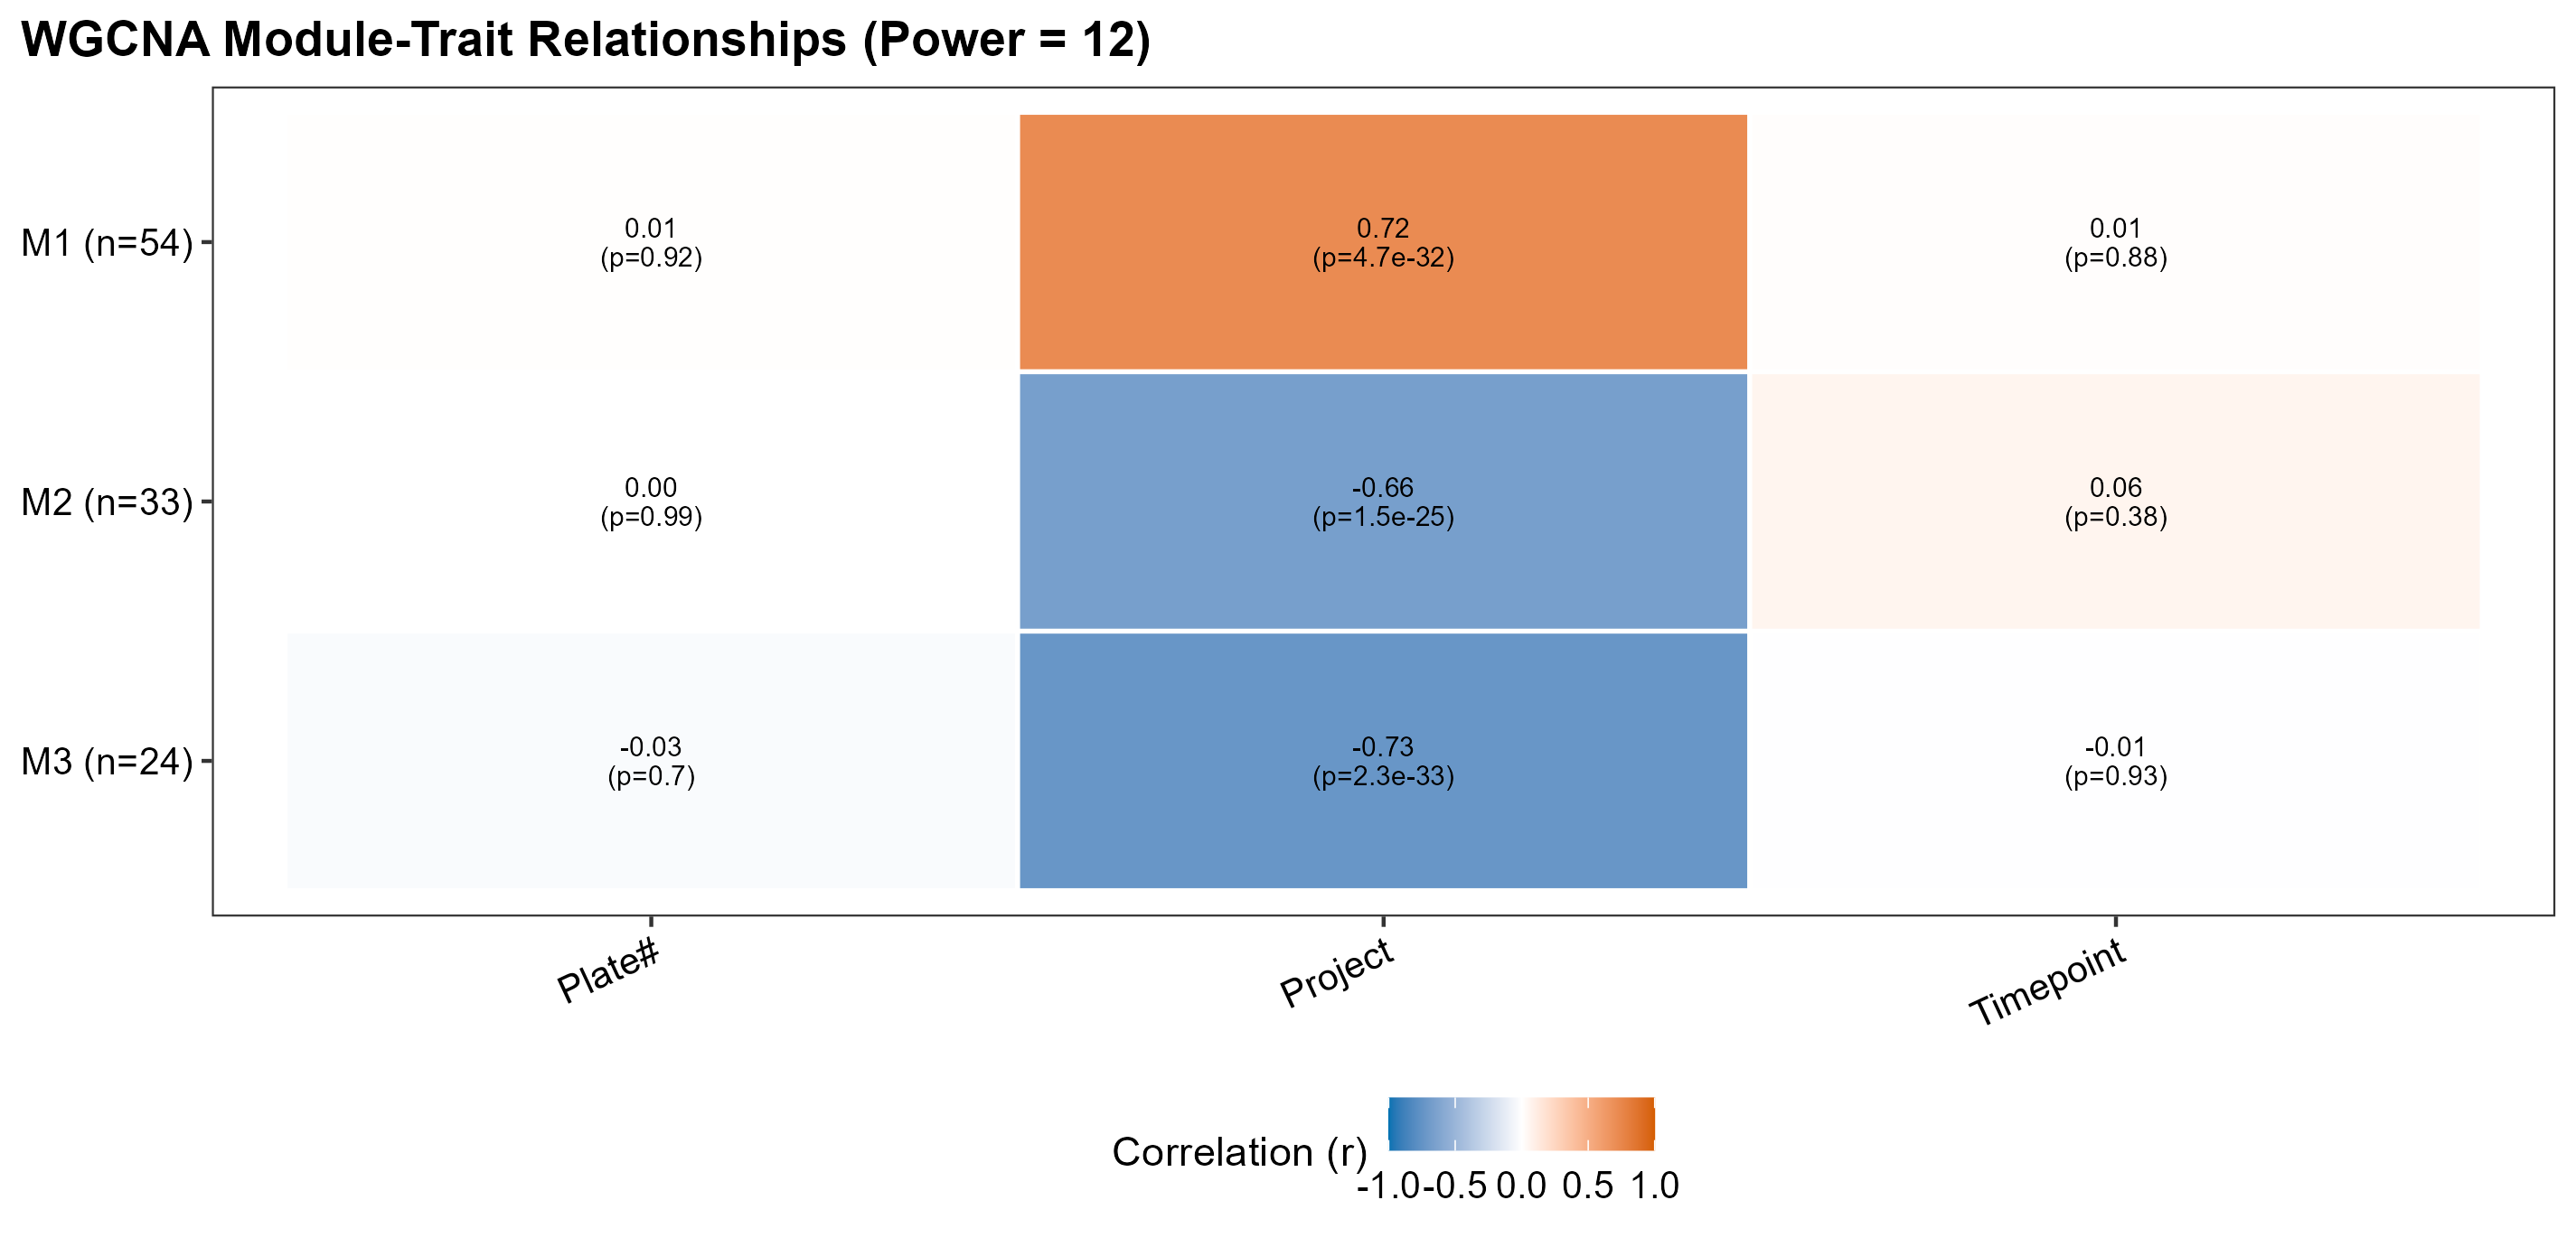 WGCNA Module-Trait Relationships (Power = 12)
M1 (n=54)
0.01
(p=0.92)
0.72
(p=4.7e-32)
0.01
(p=0.88)
M2 (n=33)
0.00
(p=0.99)
-0.66
(p=1.5e-25)
0.06
(p=0.38)
M3 (n=24)
-0.03
(p=0.7)
-0.73
(p=2.3e-33)
-0.01
(p=0.93)
Plate#
Project
Timepoint
Correlation (r)
-1.0 -0.5 0.0 0.5 1.0